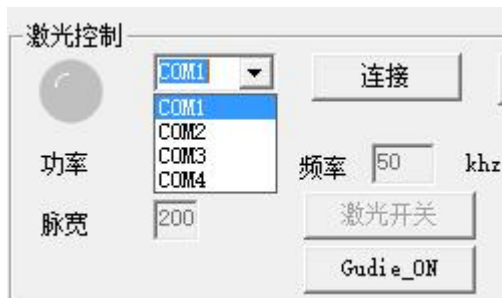 激光控制
COM1 连接
COM1
COM2
COM3
COM4
功率 频率 50 khz
脉宽 200 激光开关
Gudie_ON